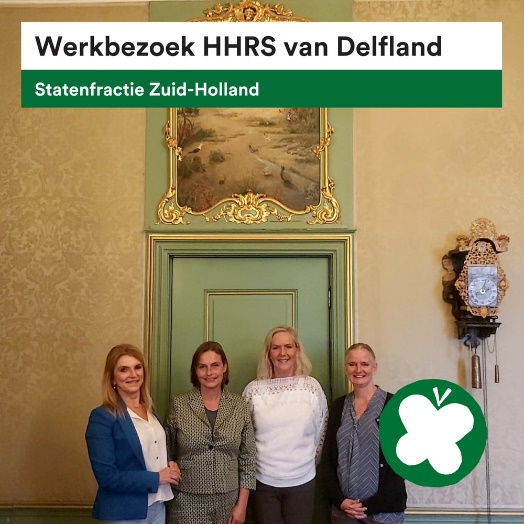 Werkbezoek HHRS van Delfland
Statenfractie Zuid-Holland